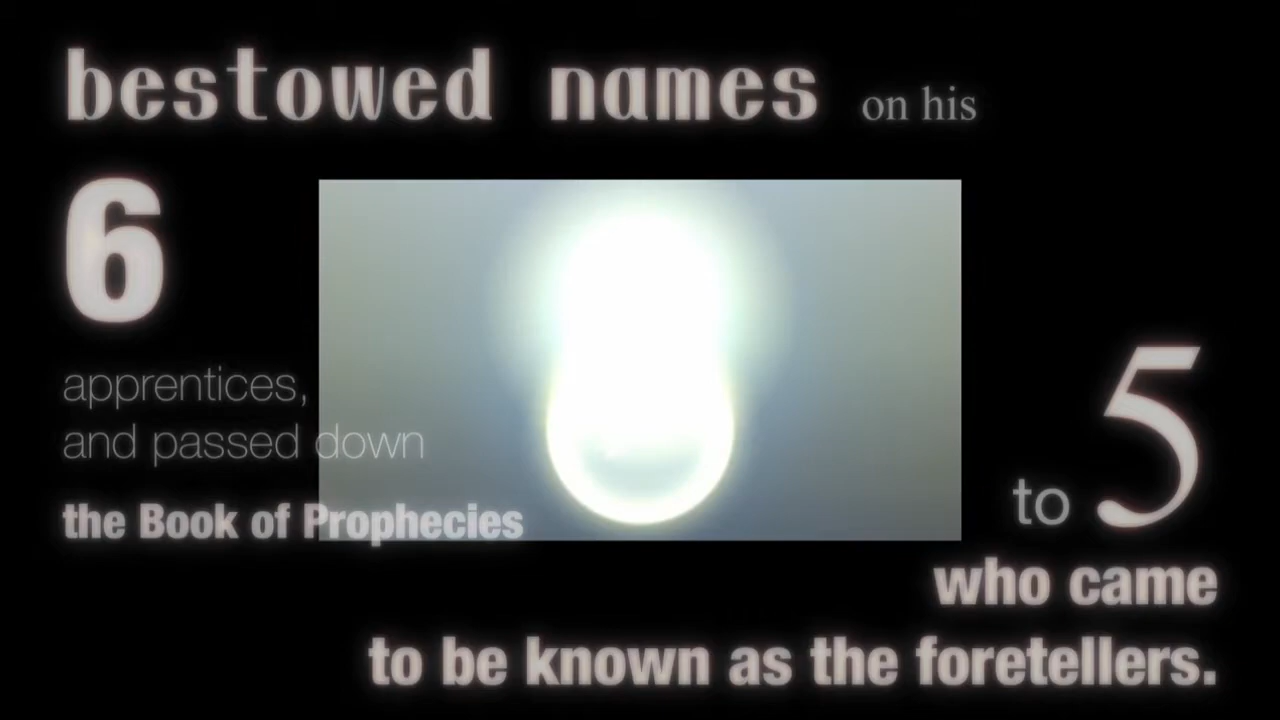 bestowed names on his
6
apprentices,
and passed down
the Book of Prophecies
to 5
who came
to be known as the foretellers.